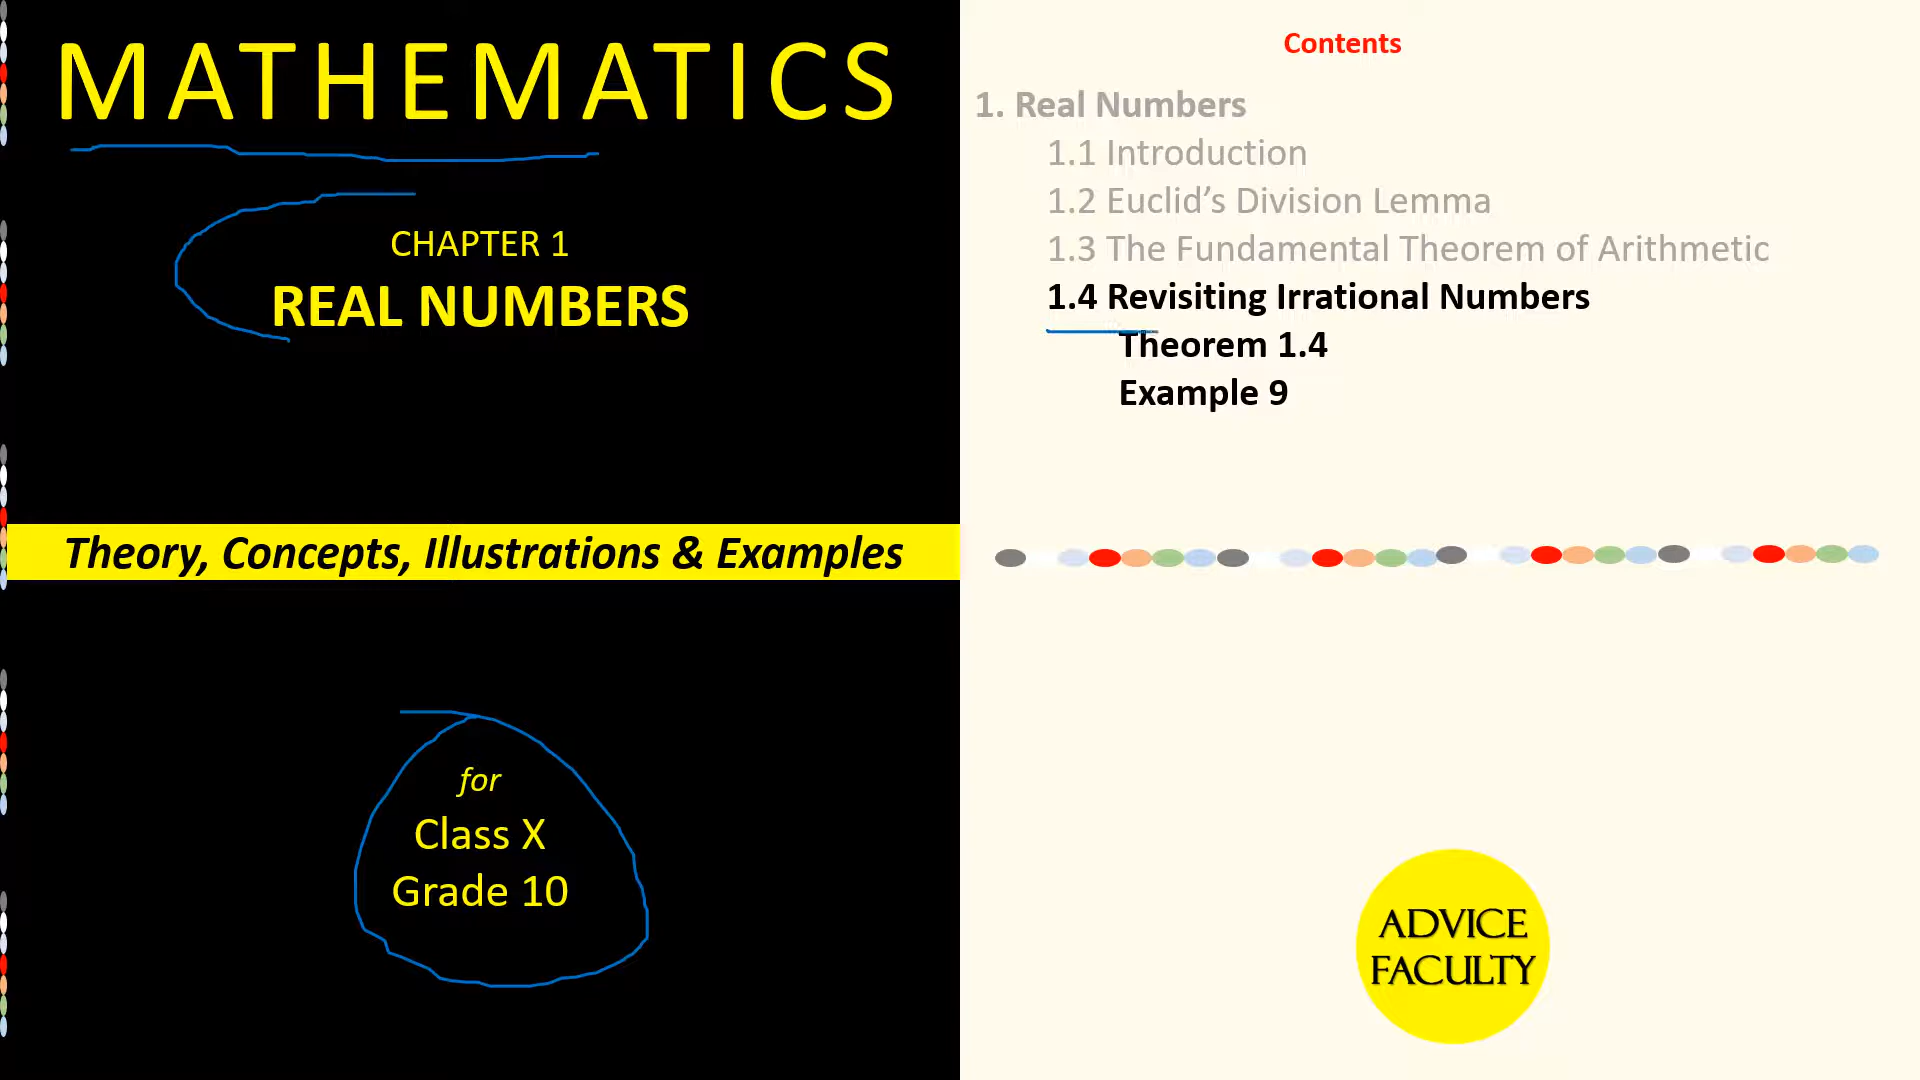 MATHEMATICS
CHAPTER 1
REAL NUMBERS
Theory, Concepts, Illustrations & Examples
for
Class X
Grade 10
Contents
1. Real Numbers
1.1 Introduction
1.2 Euclid’s Division Lemma
1.3 The Fundamental Theorem of Arithmetic
1.4 Revisiting Irrational Numbers
Theorem 1.4
Example 9
ADVICE
FACULTY